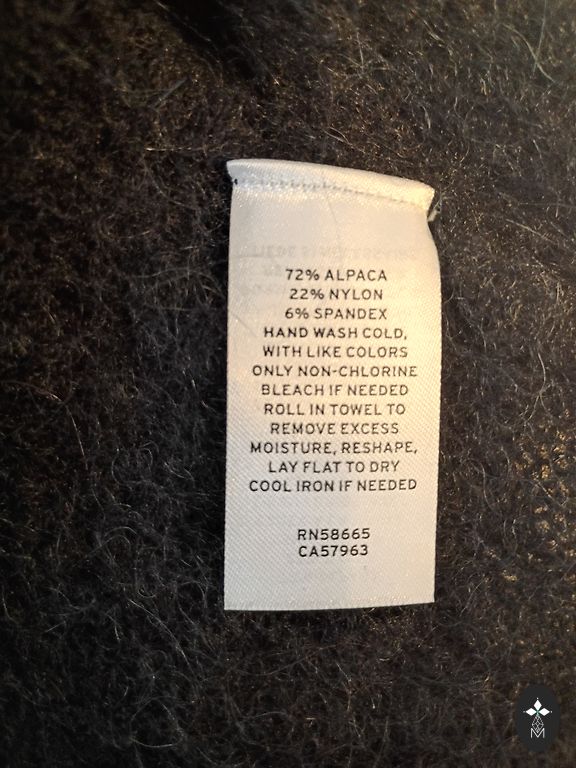 72% ALPACA
22% NYLON
6% SPANDEX
HAND WASH COLD,
WITH LIKE COLORS
ONLY NON-CHLORINE
BLEACH IF NEEDED
ROLL IN TOWEL TO
REMOVE EXCESS
MOISTURE, RESHAPE,
LAY FLAT TO DRY
COOL IRON IF NEEDED
RN58665
CA57963
M